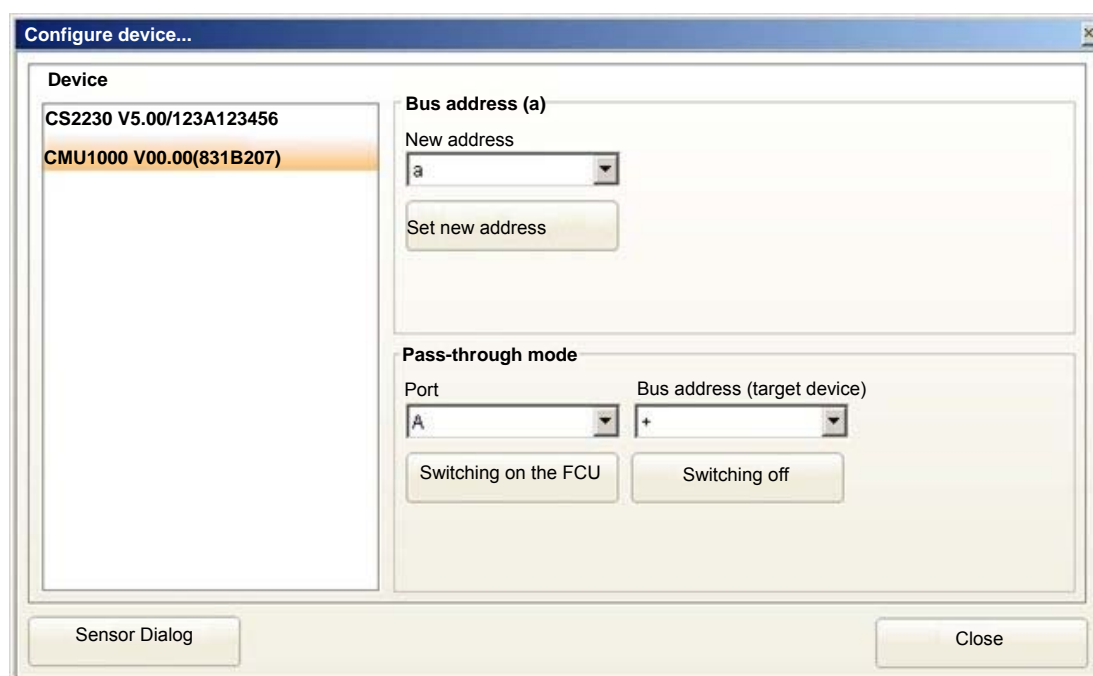 Configure device...
Device
CS2230 V5.00/123A123456
CMU1000 V00.00(831B207)
Bus address (a)
New address
a
Set new address
Pass-through mode
Port
Bus address (target device)
A
+
Switching on the FCU
Switching off
Sensor Dialog
Close